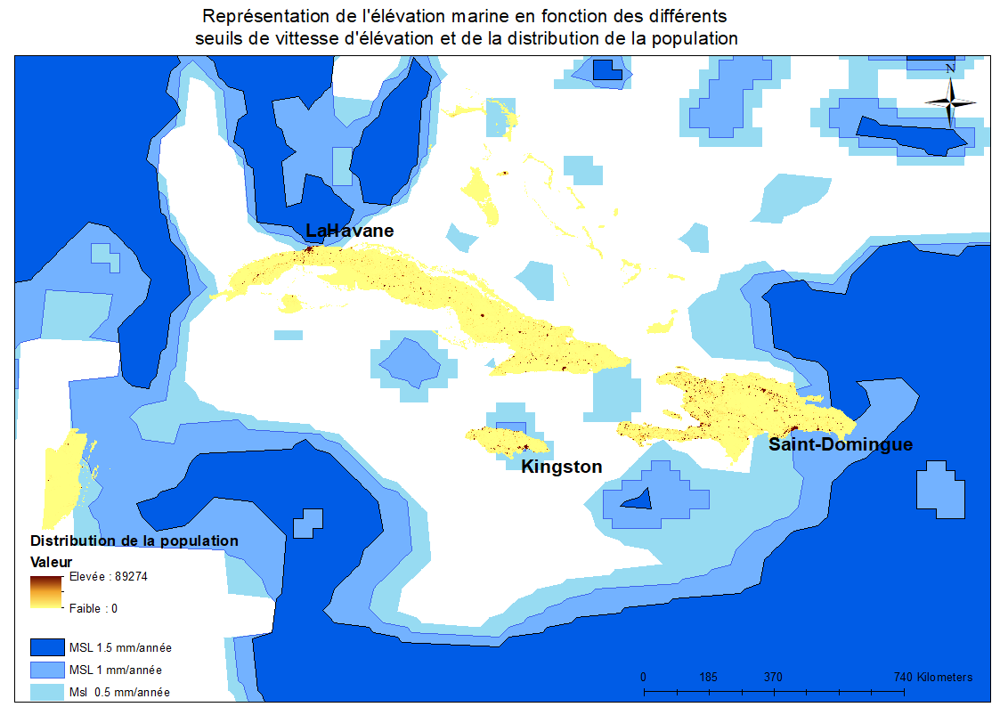 Représentation de l'élévation marine en fonction des différents
seuils de vittesse d'élévation et de la distribution de la population
N
LaHavane
Saint-Domingue
Kingston
Distribution de la population
Valeur
Elevée : 89274
Faible : 0
MSL 1.5 mm/année
MSL 1 mm/année
Msl 0.5 mm/année
0 185 370 740 Kilometers